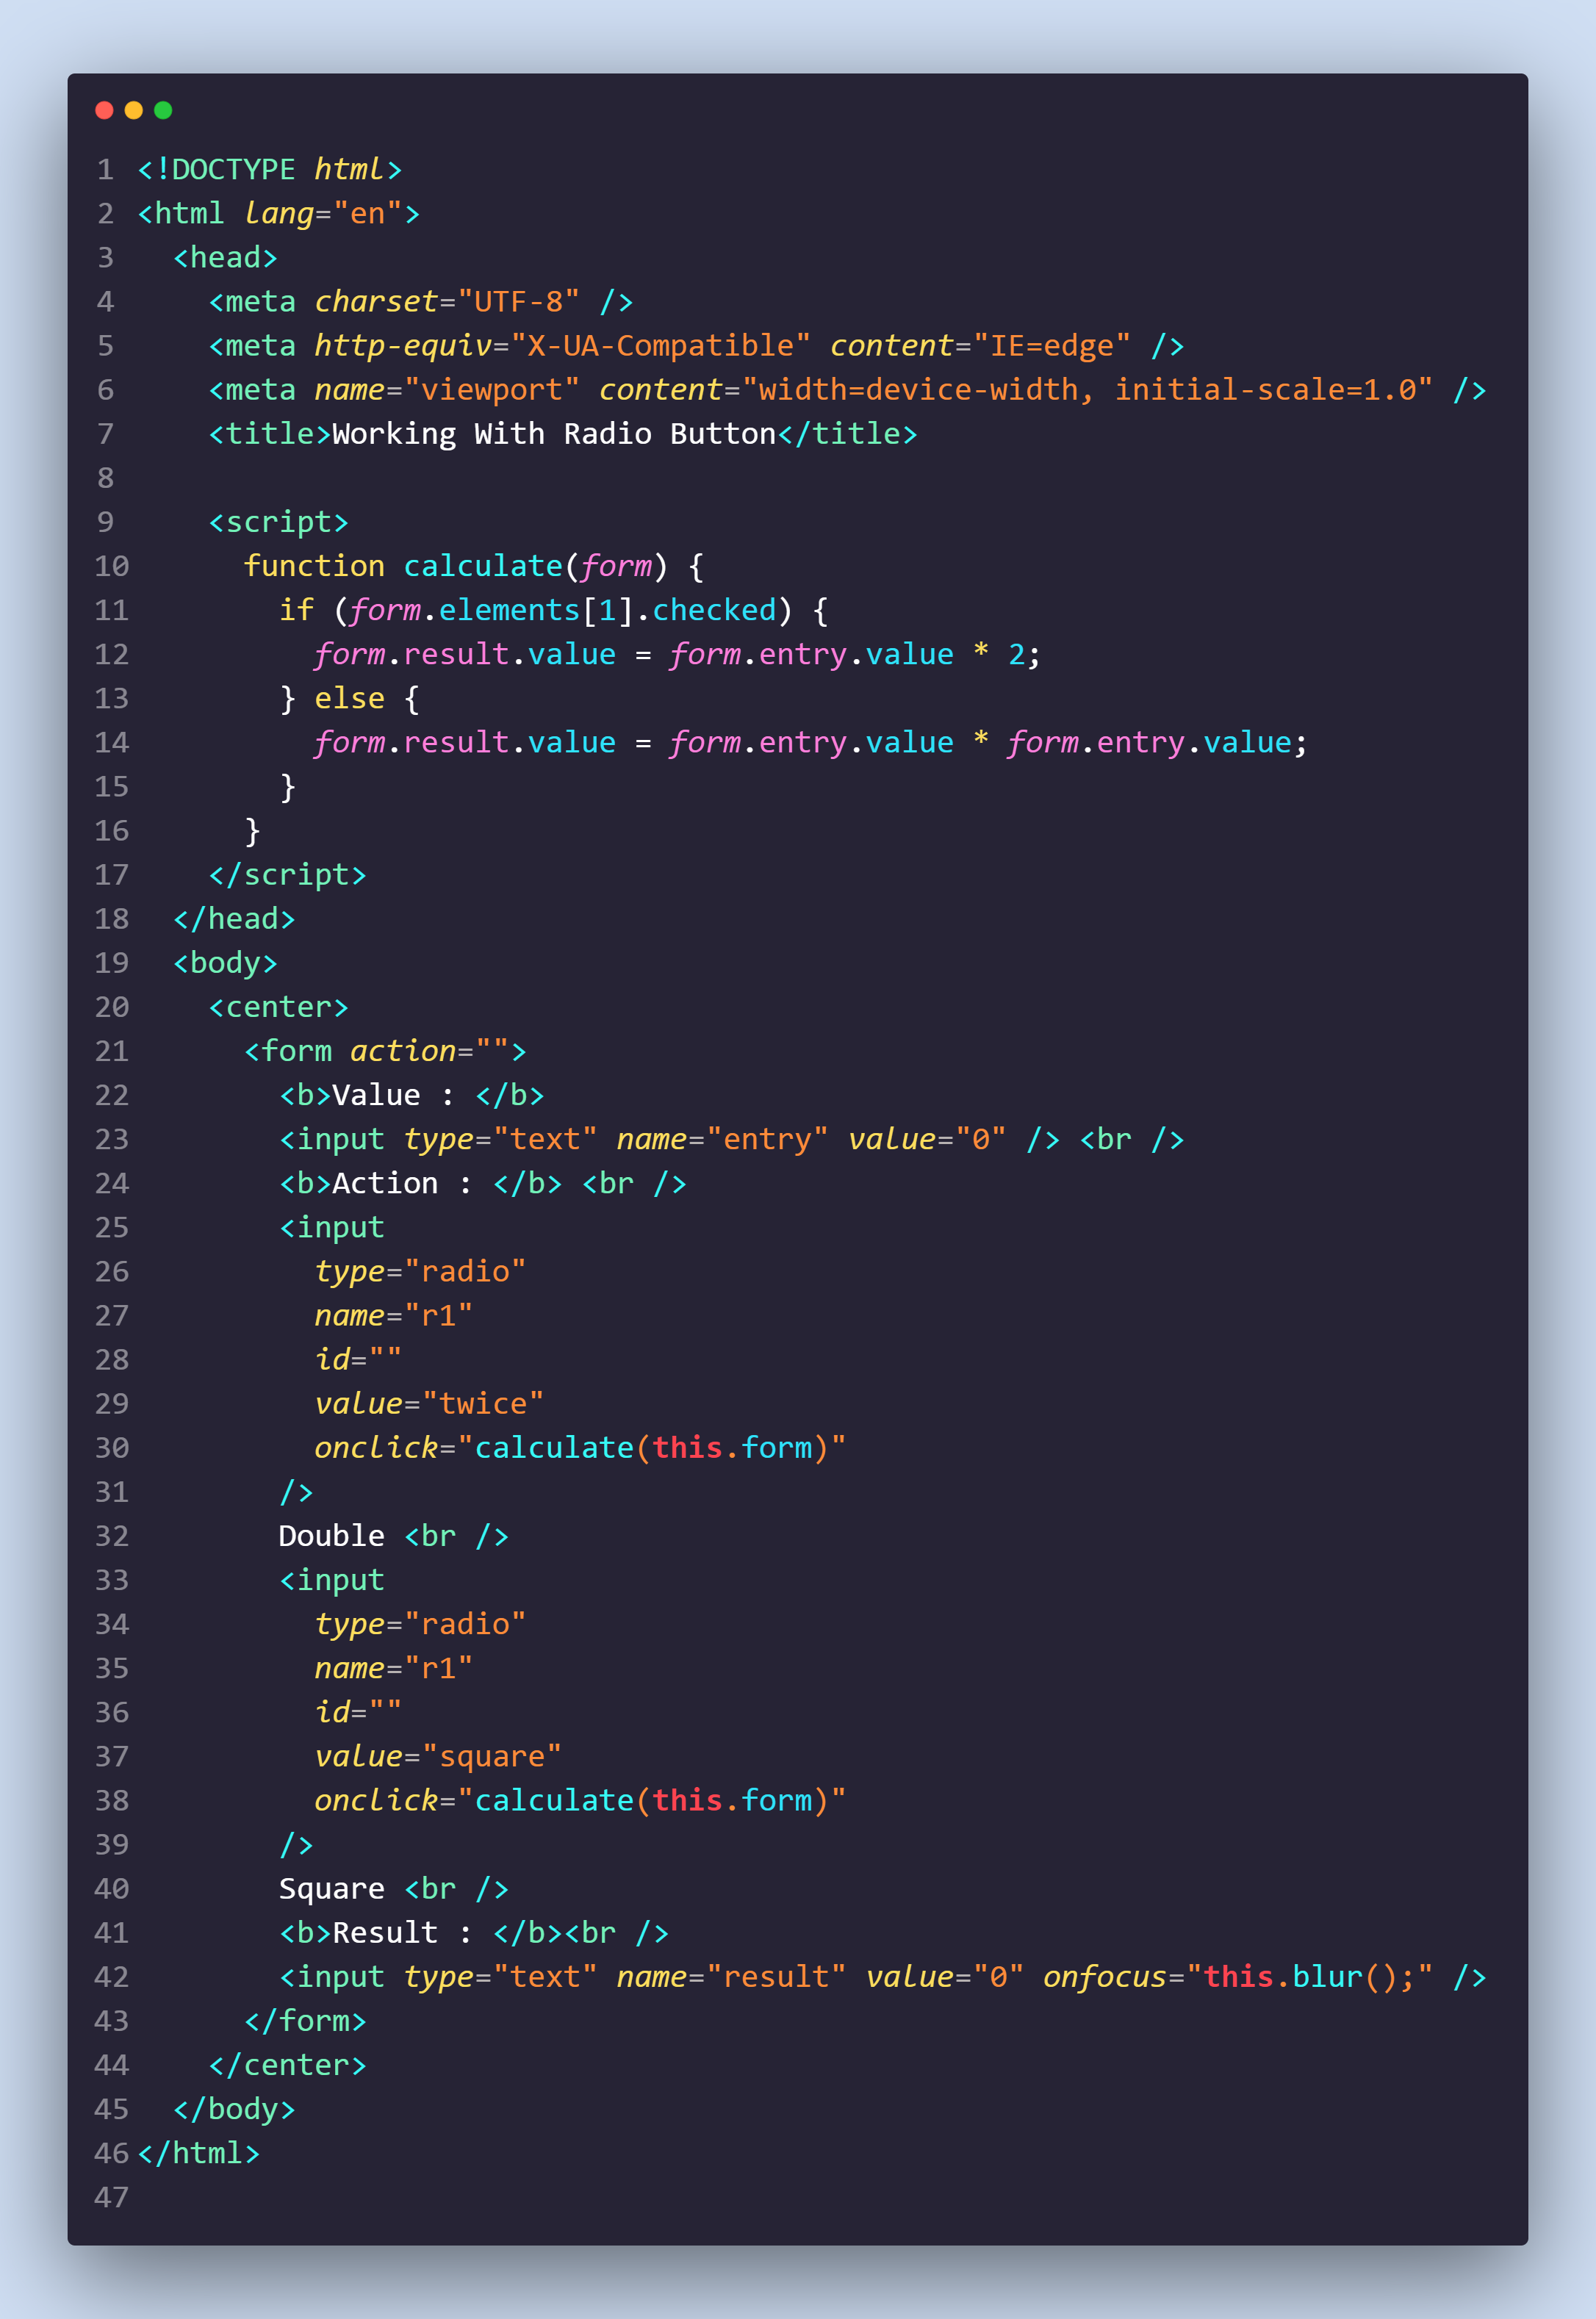 1 <!DOCTYPE html>
2 <html lang="en">
3   <head>
4     <meta charset="UTF-8" />
5     <meta http-equiv="X-UA-Compatible" content="IE=edge" />
6     <meta name="viewport" content="width=device-width, initial-scale=1.0" />
7     <title>Working With Radio Button</title>
8
9     <script>
10       function calculate(form) {
11         if (form.elements[1].checked) {
12           form.result.value = form.entry.value * 2;
13         } else {
14           form.result.value = form.entry.value * form.entry.value;
15         }
16       }
17     </script>
18   </head>
19   <body>
20     <center>
21       <form action="">
22         <b>Value : </b>
23         <input type="text" name="entry" value="0" /> <br />
24         <b>Action : </b> <br />
25         <input
26           type="radio"
27           name="r1"
28           id=""
29           value="twice"
30           onclick="calculate(this.form)"
31         />
32         Double <br />
33         <input
34           type="radio"
35           name="r1"
36           id=""
37           value="square"
38           onclick="calculate(this.form)"
39         />
40         Square <br />
41         <b>Result : </b><br />
42         <input type="text" name="result" value="0" onfocus="this.blur();" />
43       </form>
44     </center>
45   </body>
46 </html>
47